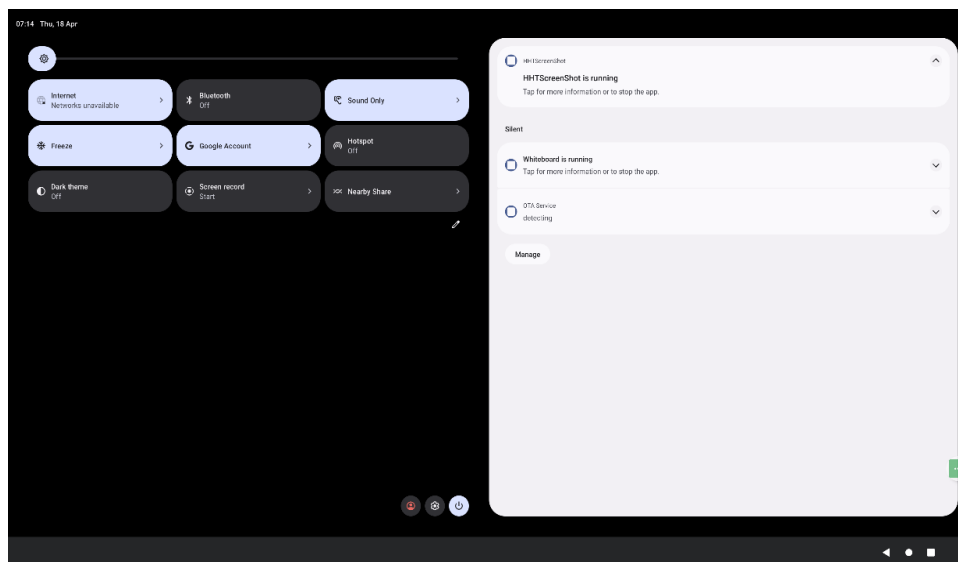 07:14 Thu, 18 Apr
Internet
Networks unavailable
Bluetooth
Off
Sound Only
Freeze
Google Account
Hotspot
Off
Dark theme
Off
Screen record
Start
Nearby Share
HHTScreenShot
HHTScreenShot is running
Tap for more information or to stop the app.
Silent
Whiteboard is running
Tap for more information or to stop the app.
OTA Service
detecting
Manage